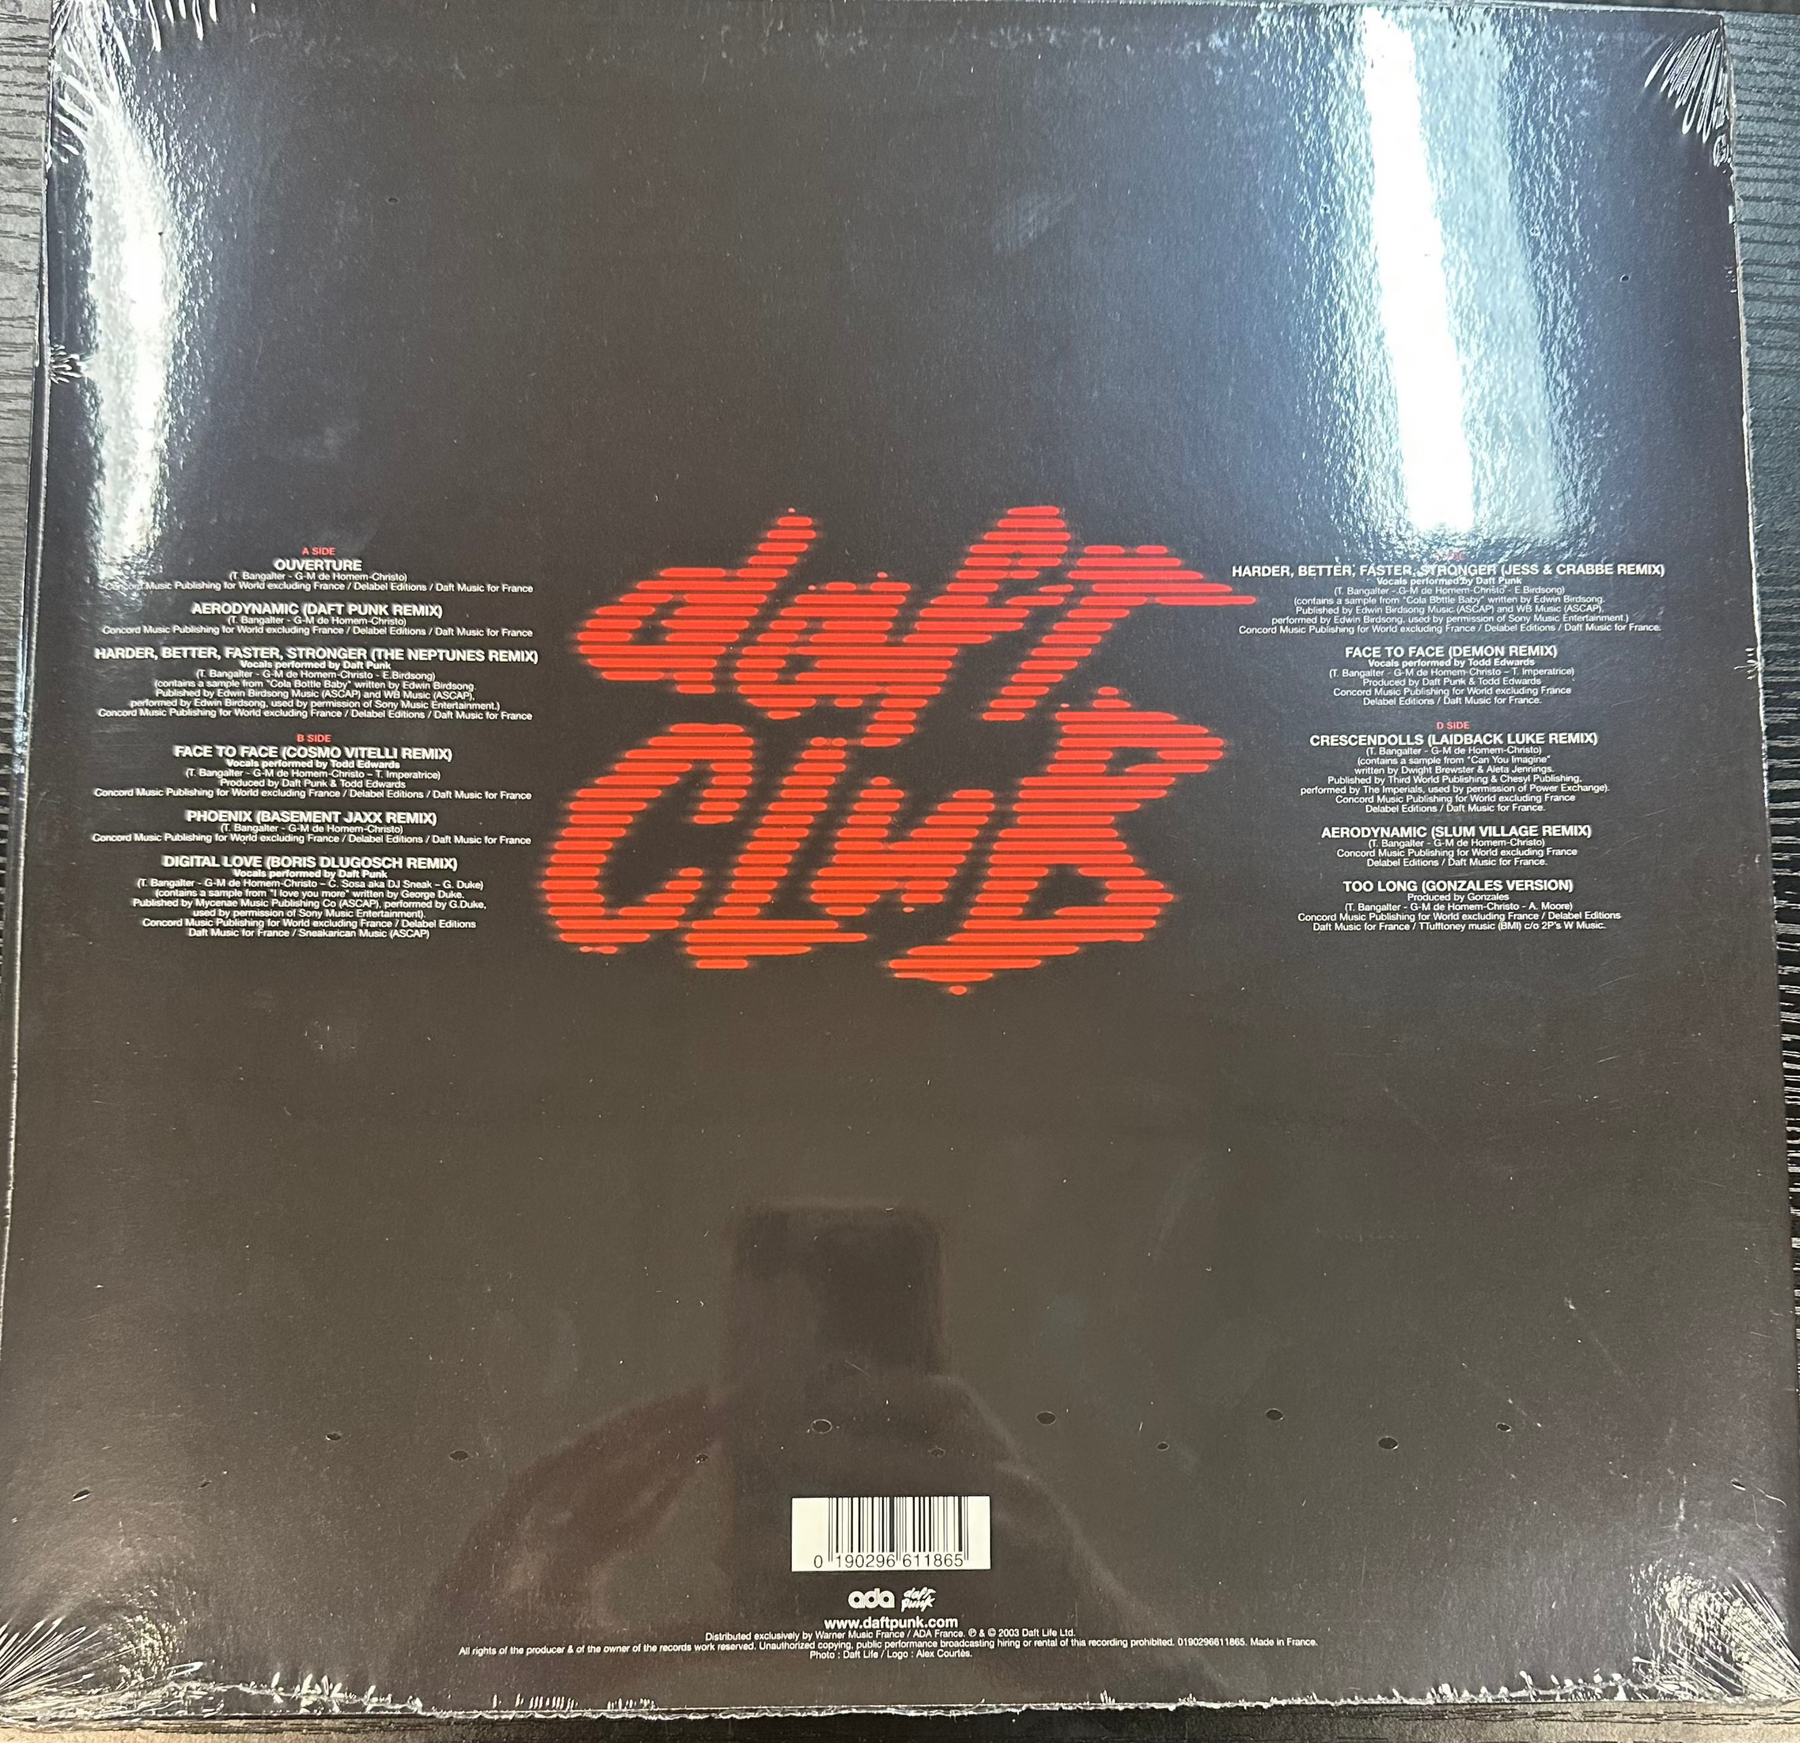 A SIDE
OUVERTURE
(T. Bangalter - G-M de Homem-Christo)
Concord Music Publishing for World excluding France / Delabel Editions / Daft Music for France
AERODYNAMIC (DAFT PUNK REMIX)
(T. Bangalter - G-M de Homem-Christo)
Concord Music Publishing for World excluding France / Delabel Editions / Daft Music for France
HARDER, BETTER, FASTER, STRONGER (THE NEPTUNES REMIX)
Vocals performed by Daft Punk
(T. Bangalter - G-M de Homem-Christo - E.Birdsong)
(contains a sample from "Cola Bottle Baby" written by Edwin Birdsong.
Published by Edwin Birdsong Music (ASCAP) and WB Music (ASCAP),
performed by Edwin Birdsong, used by permission of Sony Music Entertainment.)
Concord Music Publishing for World excluding France / Delabel Editions / Daft Music for France
B SIDE
FACE TO FACE (COSMO VITELLI REMIX)
Vocals performed by Todd Edwards
(T. Bangalter - G-M de Homem-Christo – T. Imperatrice)
Produced by Daft Punk & Todd Edwards
Concord Music Publishing for World excluding France / Delabel Editions / Daft Music for France
PHOENIX (BASEMENT JAXX REMIX)
(T. Bangalter - G-M de Homem-Christo)
Concord Music Publishing for World excluding France / Delabel Editions / Daft Music for France
DIGITAL LOVE (BORIS DLUGOSCH REMIX)
Vocals performed by Daft Punk
(T. Bangalter - G-M de Homem-Christo – C. Sosa aka DJ Sneak – G. Duke)
(contains a sample from "I love you more" written by George Duke.
Published by Mycenae Music Publishing Co (ASCAP), performed by G.Duke,
used by permission of Sony Music Entertainment).
Concord Music Publishing for World excluding France / Delabel Editions
Daft Music for France / Sneakarican Music (ASCAP)
daft
club
HARDER, BETTER, FASTER, STRONGER (JESS & CRABBE REMIX)
Vocals performed by Daft Punk
(T. Bangalter - G-M de Homem-Christo - E.Birdsong)
(contains a sample from "Cola Bottle Baby" written by Edwin Birdsong.
Published by Edwin Birdsong Music (ASCAP) and WB Music (ASCAP),
performed by Edwin Birdsong, used by permission of Sony Music Entertainment.)
Concord Music Publishing for World excluding France / Delabel Editions / Daft Music for France.
FACE TO FACE (DEMON REMIX)
Vocals performed by Todd Edwards
(T. Bangalter - G-M de Homem-Christo – T. Imperatrice)
Produced by Daft Punk & Todd Edwards
Concord Music Publishing for World excluding France
Delabel Editions / Daft Music for France.
D SIDE
CRESCENDOLLS (LAIDBACK LUKE REMIX)
(T. Bangalter - G-M de Homem-Christo)
(contains a sample from "Can You Imagine"
written by Dwight Brewster & Aleta Jennings.
Published by Third World Publishing & Chesyl Publishing,
performed by The Imperials, used by permission of Power Exchange).
Concord Music Publishing for World excluding France
Delabel Editions / Daft Music for France.
AERODYNAMIC (SLUM VILLAGE REMIX)
(T. Bangalter - G-M de Homem-Christo)
Concord Music Publishing for World excluding France
Delabel Editions / Daft Music for France.
TOO LONG (GONZALES VERSION)
Produced by Gonzales
(T. Bangalter - G-M de Homem-Christo - A. Moore)
Concord Music Publishing for World excluding France / Delabel Editions
Daft Music for France / TTufftoney music (BMI) c/o 2P's W Music.
0 190296 611865
ada daft punk
www.daftpunk.com
Distributed exclusively by Warner Music France / ADA France. ℗ & © 2003 Daft Life Ltd.
All rights of the producer & of the owner of the records work reserved. Unauthorized copying, public performance broadcasting hiring or rental of this recording prohibited. 0190296611865. Made in France.
Photo : Daft Life / Logo : Alex Courtès.